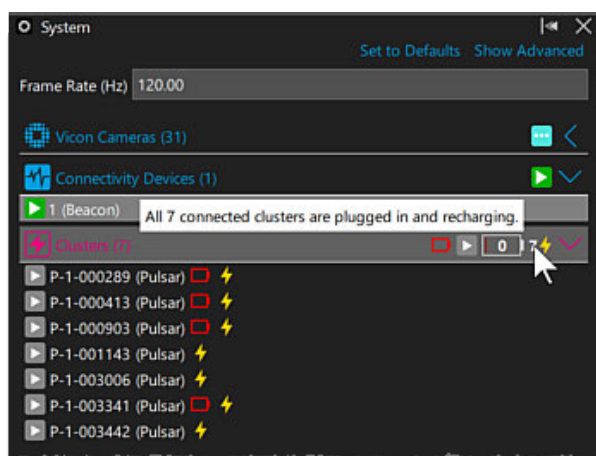 System
Set to Defaults Show Advanced
Frame Rate (Hz) 120.00
Vicon Cameras (31)
Connectivity Devices (1)
1 (Beacon)
All 7 connected clusters are plugged in and recharging.
Clusters (7) 0 7
P-1-000289 (Pulsar)
P-1-000413 (Pulsar)
P-1-000903 (Pulsar)
P-1-001143 (Pulsar)
P-1-003006 (Pulsar)
P-1-003341 (Pulsar)
P-1-003442 (Pulsar)